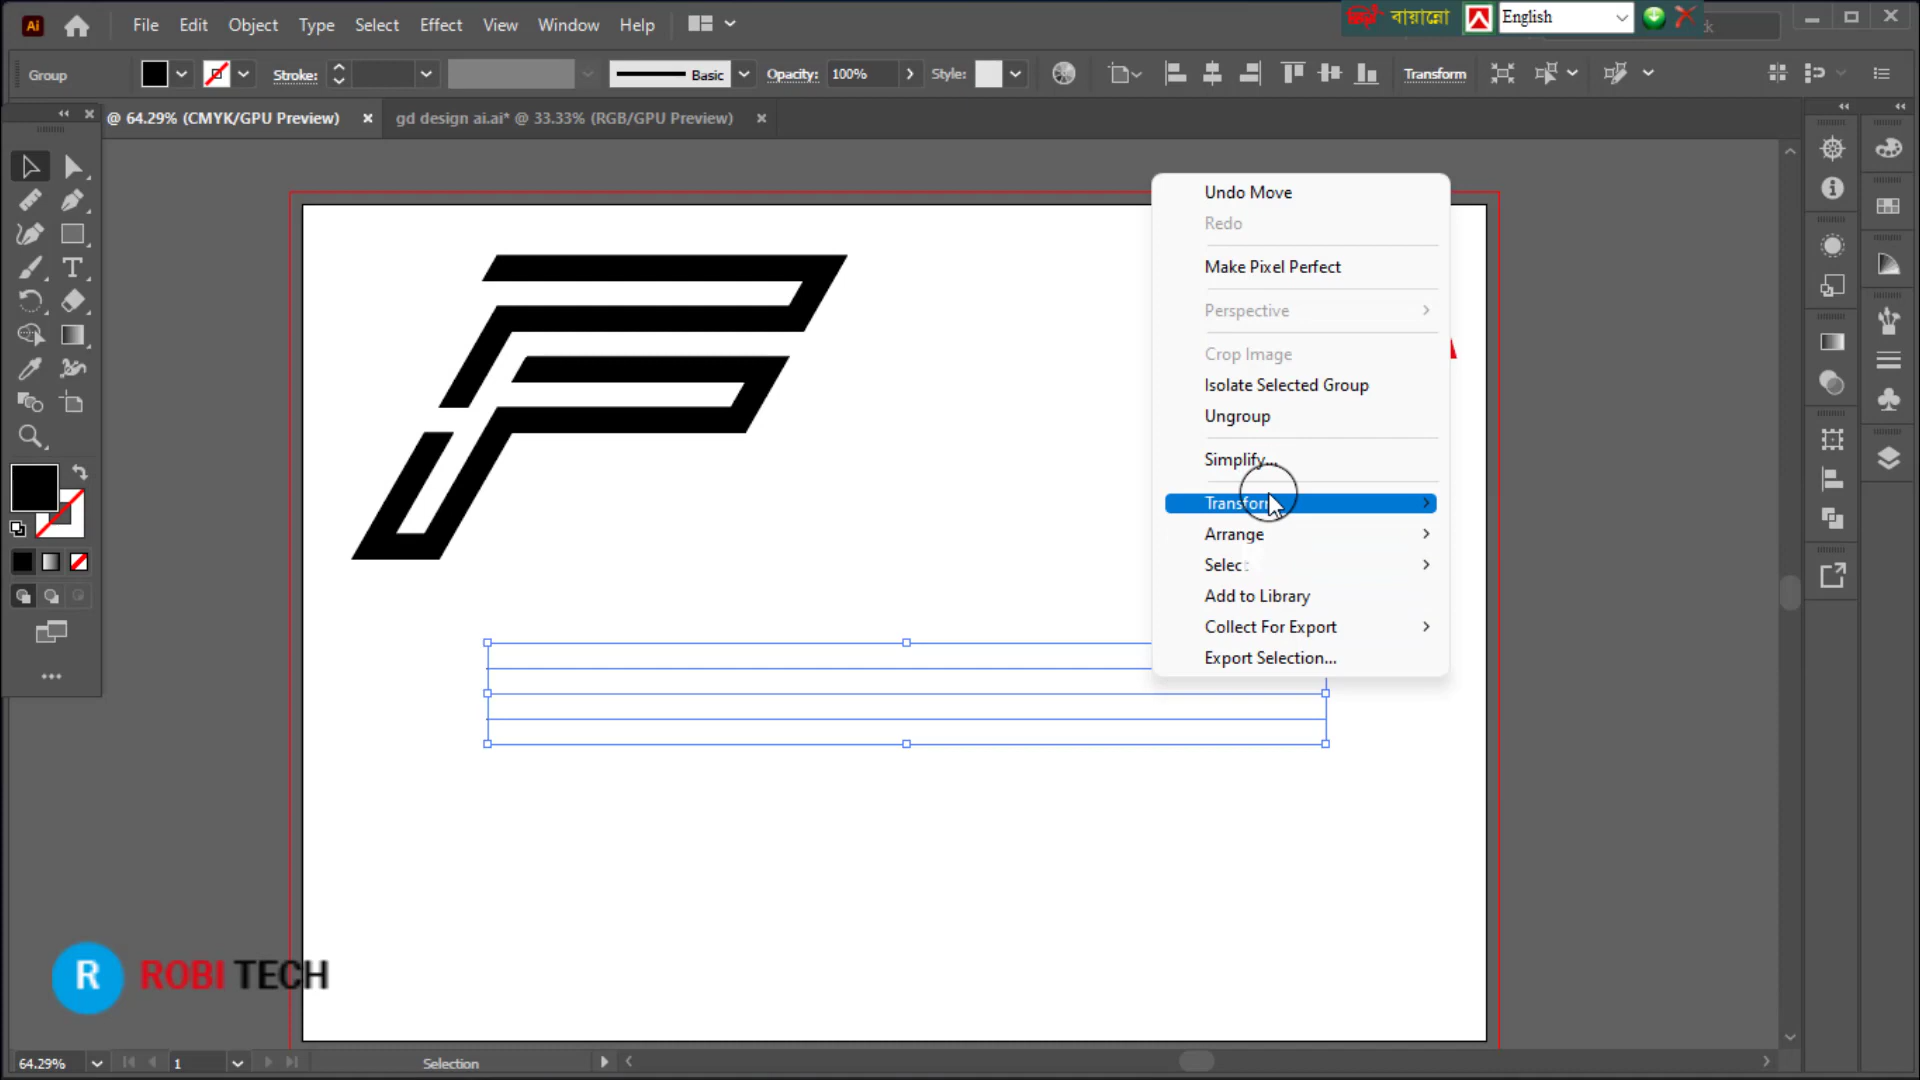 Ai File Edit Object Type Select Effect View Window Help
বায়ান্নো English
Group Stroke: Basic Opacity: 100% Style: Transform
@ 64.29% (CMYK/GPU Preview) × gd design ai.ai* @ 33.33% (RGB/GPU Preview) ×
Undo Move
Redo
Make Pixel Perfect
Perspective
Crop Image
Isolate Selected Group
Ungroup
Simplify...
Transform
Arrange
Select
Add to Library
Collect For Export
Export Selection...
R ROBI TECH
64.29% 1 Selection